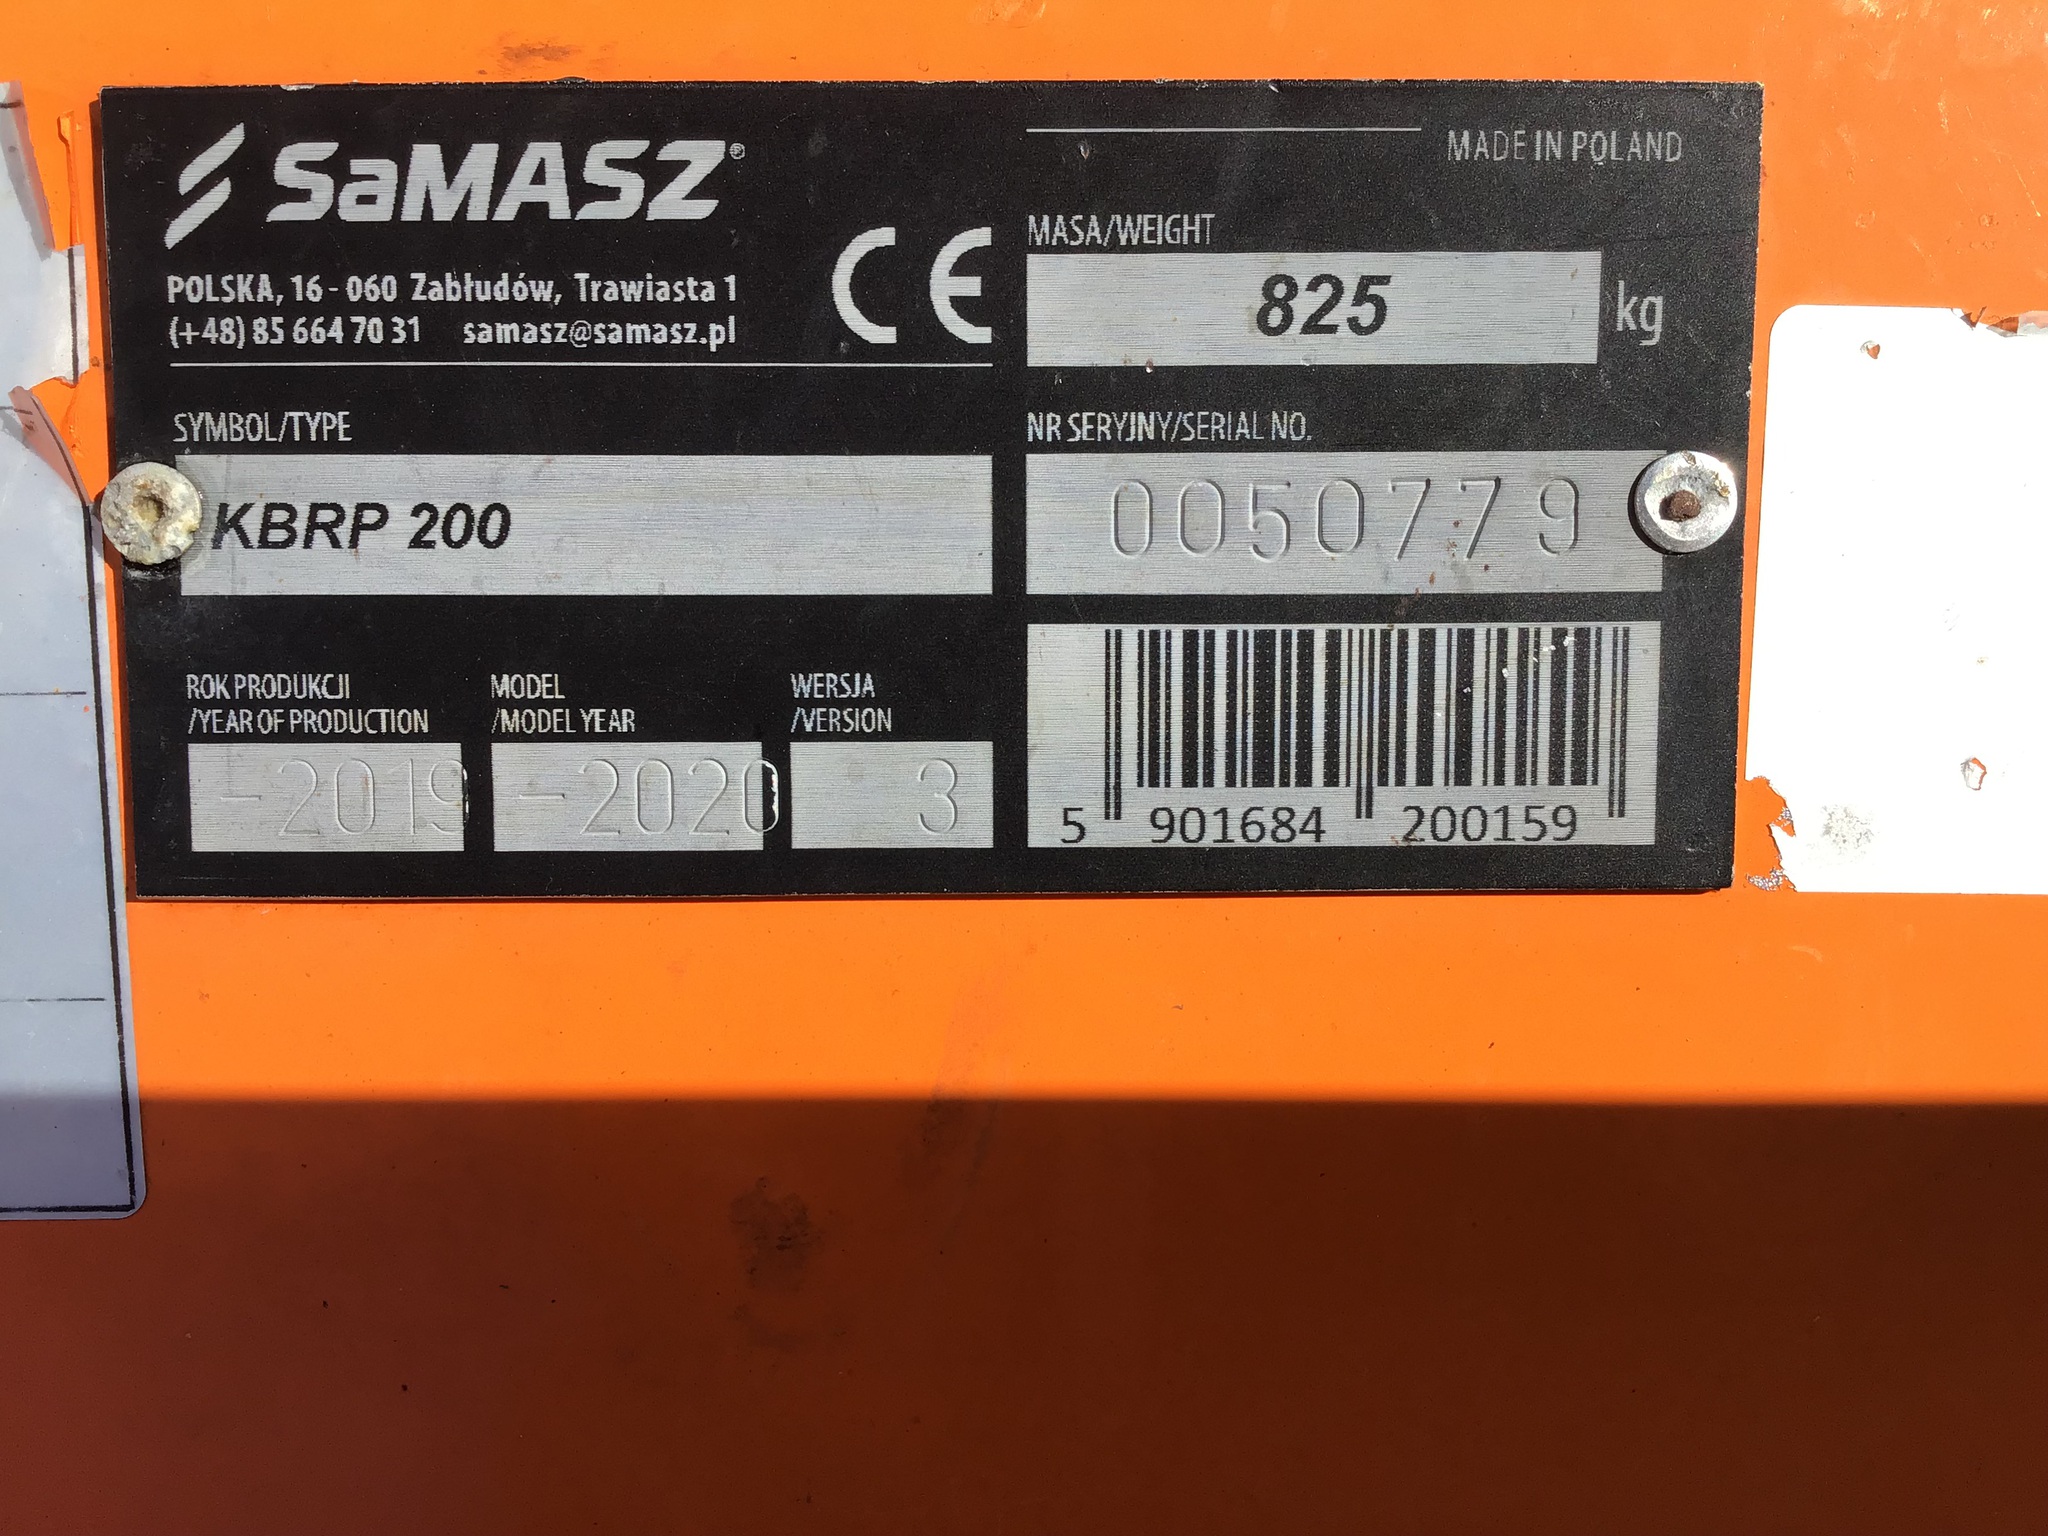 SaMASZ®
POLSKA, 16 - 060 Zabłudów, Trawiasta 1
(+48) 85 664 70 31 samasz@samasz.pl
CE
MADE IN POLAND
MASA/WEIGHT
825 kg
SYMBOL/TYPE
KBRP 200
NR SERYJNY/SERIAL NO.
0050779
ROK PRODUKCJI
/YEAR OF PRODUCTION
-2019
MODEL
/MODEL YEAR
-2020
WERSJA
/VERSION
3
5 901684 200159